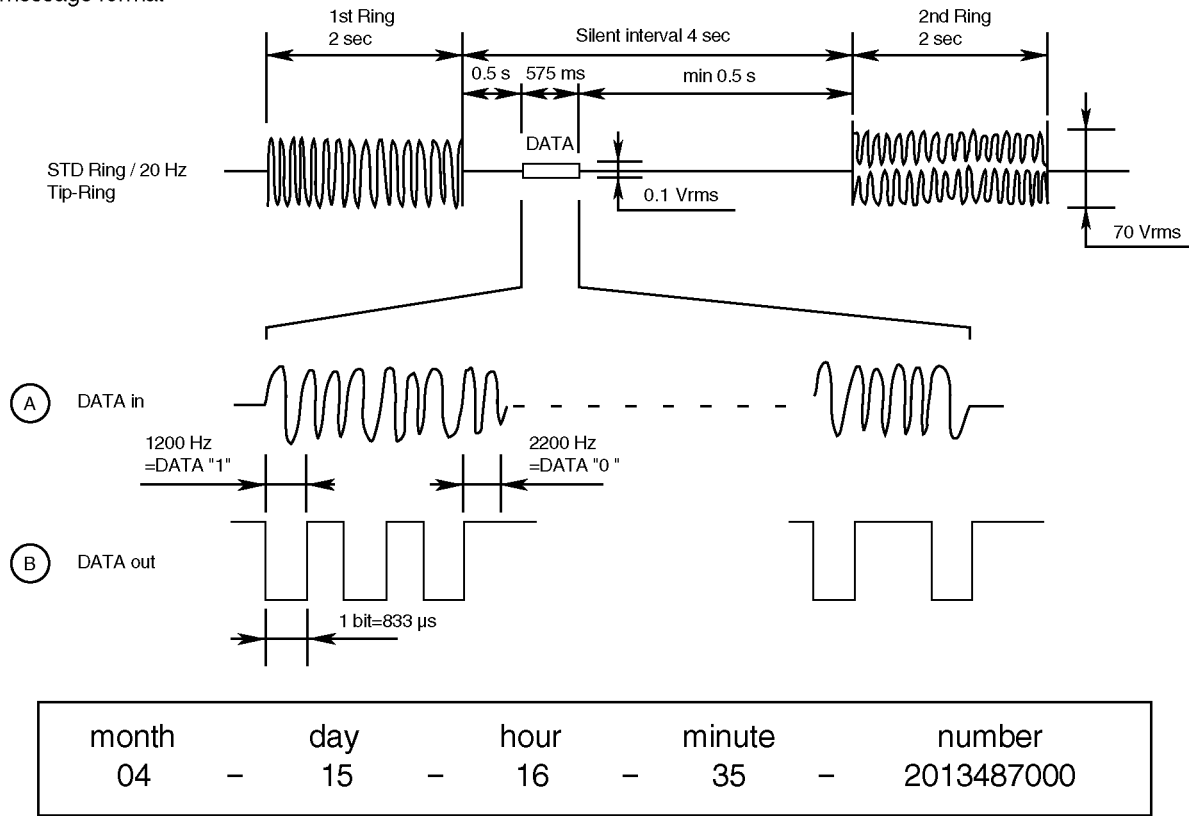 1st Ring
2 sec
Silent interval 4 sec
2nd Ring
2 sec
0.5 s
575 ms
min 0.5 s
DATA
STD Ring / 20 Hz
Tip-Ring
0.1 Vrms
70 Vrms
A
DATA in
1200 Hz
=DATA "1"
2200 Hz
=DATA "0 "
B
DATA out
1 bit=833 µs
month day hour minute number
04 – 15 – 16 – 35 – 2013487000